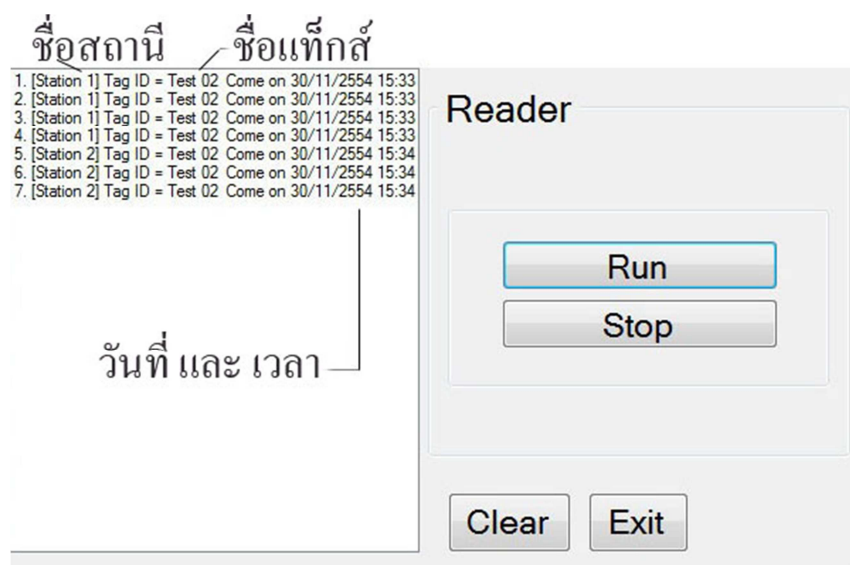 ชื่อสถานี ชื่อแท็กส์
1. [Station 1] Tag ID = Test 02 Come on 30/11/2554 15:33
2. [Station 1] Tag ID = Test 02 Come on 30/11/2554 15:33
3. [Station 1] Tag ID = Test 02 Come on 30/11/2554 15:33
4. [Station 1] Tag ID = Test 02 Come on 30/11/2554 15:33
5. [Station 2] Tag ID = Test 02 Come on 30/11/2554 15:34
6. [Station 2] Tag ID = Test 02 Come on 30/11/2554 15:34
7. [Station 2] Tag ID = Test 02 Come on 30/11/2554 15:34
วันที่ และ เวลา
Reader
Run
Stop
Clear Exit